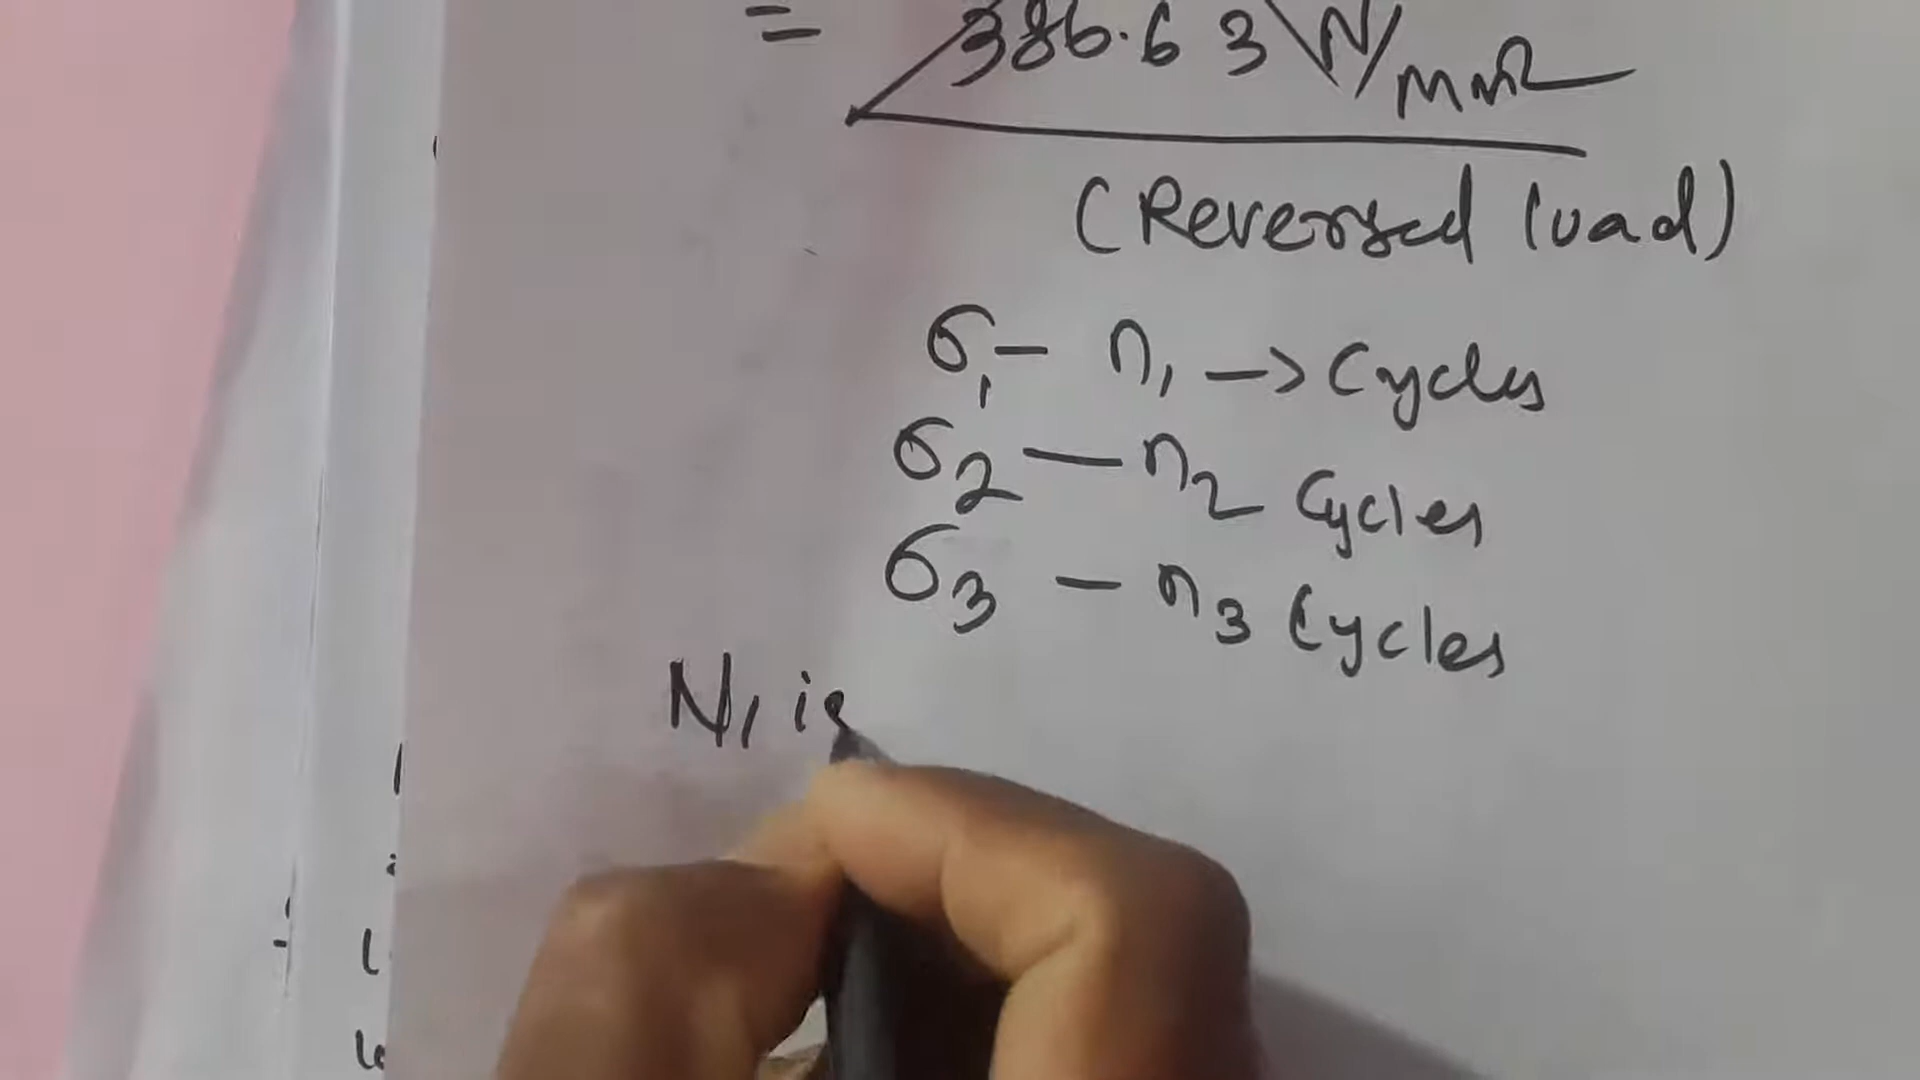 = 386.63 N/mm2
(Reversed load)
σ1 - n1 -> Cycles
σ2 — n2 Cycles
σ3 - n3 Cycles
N1 is